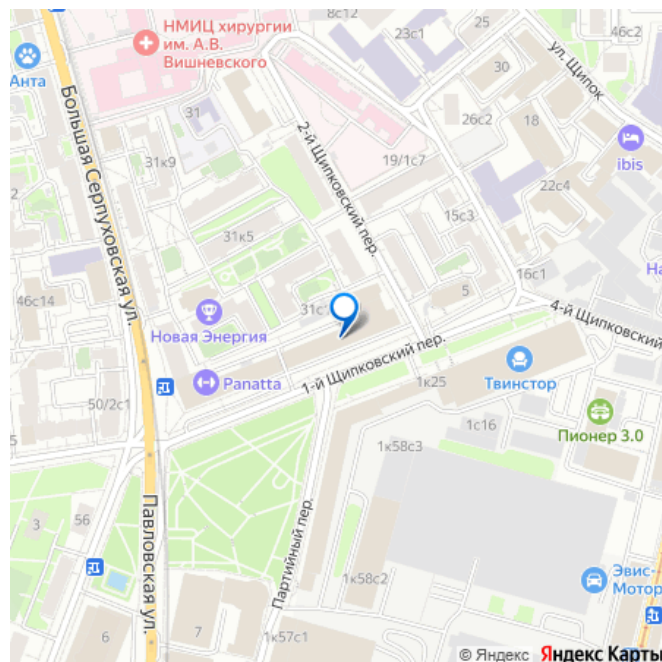 8с12
НМИЦ хирургии
им. А.В.
Вишневского
23с1
25
46с2
ул. Щипок
30
Анта
31
2-й Щипковский пер.
26с2
18
ibis
Большая Серпуховская ул.
31к9
19/1с7
22с4
15с3
31к5
16с1
На
46с14
5
31с
4-й Щипковский
Новая Энергия
1-й Щипковский пер.
Panatta
1к25
Твинстор
50/2с1
1с16
Пионер 3.0
5
1к58с3
Павловская ул.
56
3
Партийный пер.
1к58с2
Эвис-
Мотор
6
7
1к57с1
© Яндекс Яндекс Карты